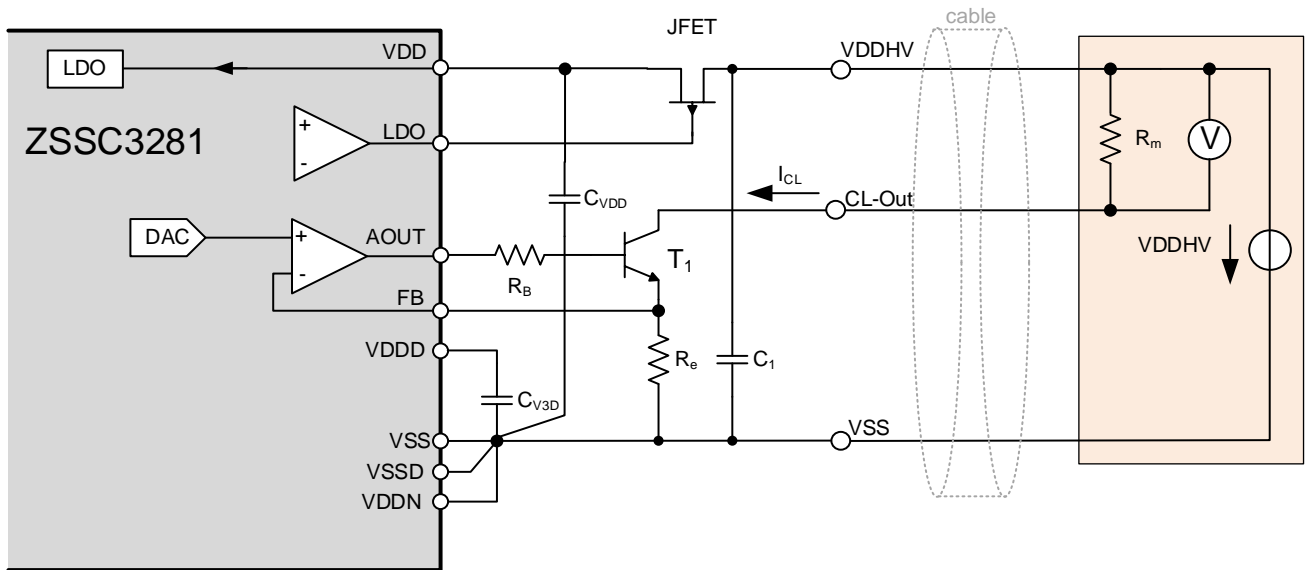 cable
JFET
VDD
VDDHV
LDO
ZSSC3281
+
-
LDO
Rm
V
ICL
CVDD
CL-Out
DAC
+
-
AOUT
T1
VDDHV
RB
FB
VDDD
Re
C1
CV3D
VSS
VSS
VSSD
VDDN